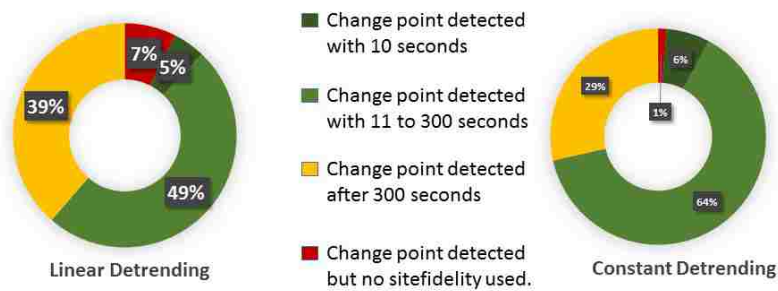 7%
5%
39%
49%
Linear Detrending
Change point detected
with 10 seconds
Change point detected
with 11 to 300 seconds
Change point detected
after 300 seconds
Change point detected
but no sitefidelity used.
6%
29%
1%
64%
Constant Detrending